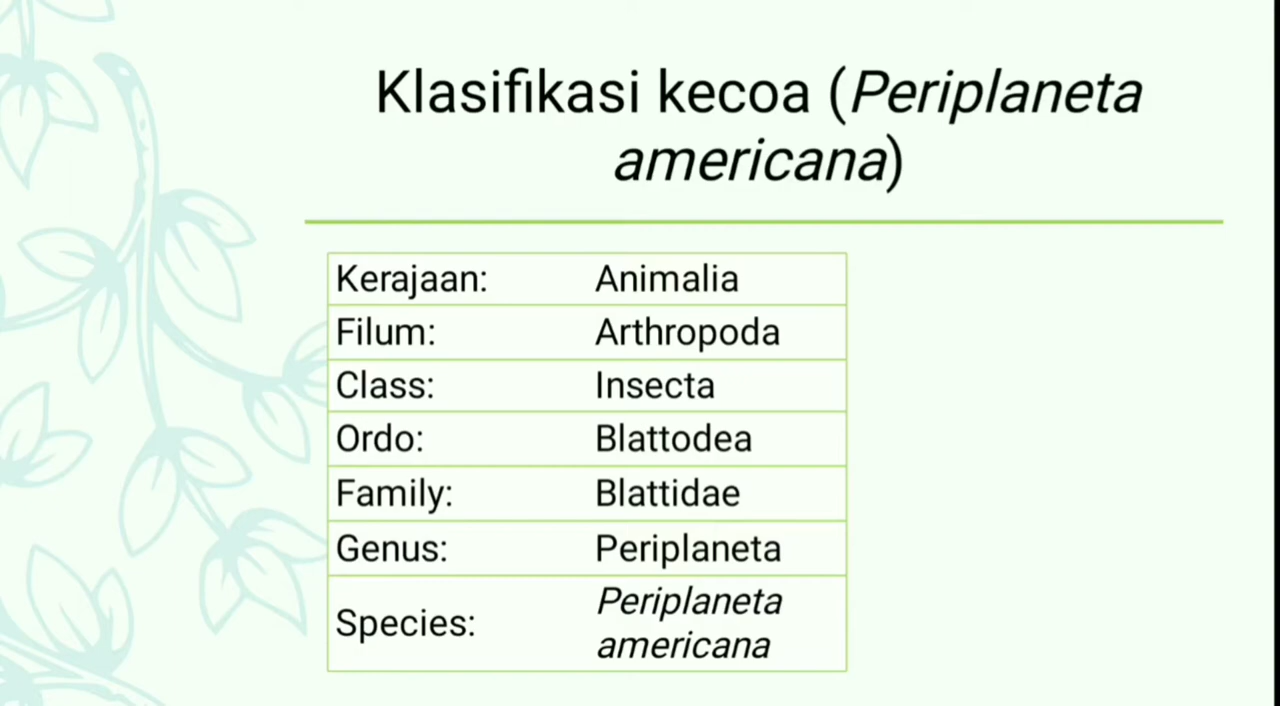 Klasifikasi kecoa (Periplaneta
americana)
Kerajaan: Animalia
Filum: Arthropoda
Class: Insecta
Ordo: Blattodea
Family: Blattidae
Genus: Periplaneta
Species: Periplaneta
americana